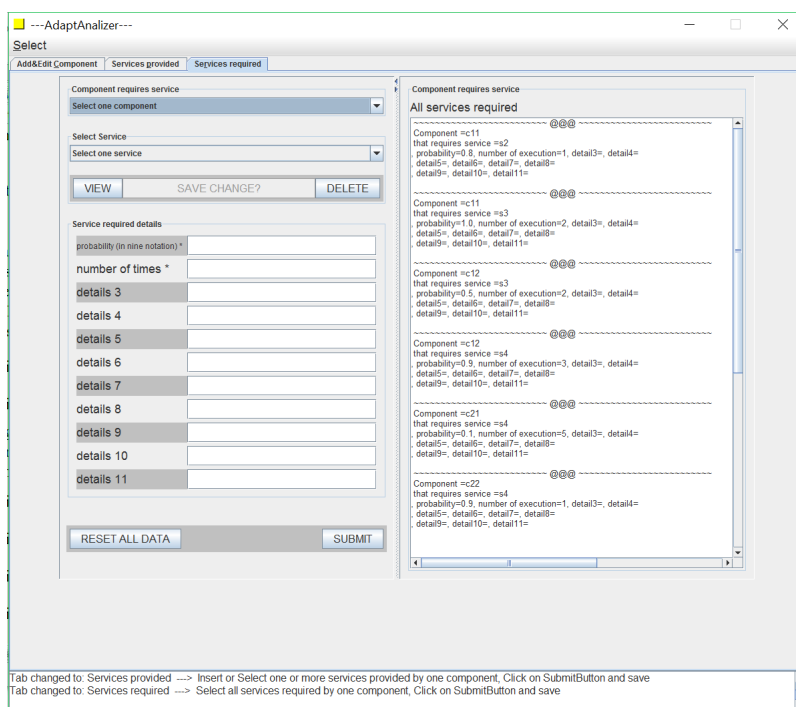 ---AdaptAnalizer---
Select
Add&Edit Component
Services provided
Services required
Component requires service
Select one component
Select Service
Select one service
VIEW
SAVE CHANGE?
DELETE
Service required details
probability (in nine notation) *
number of times *
details 3
details 4
details 5
details 6
details 7
details 8
details 9
details 10
details 11
RESET ALL DATA
SUBMIT
Component requires service
All services required
~~~~~~~~~~~~~~~~~~~~~~~~ @@@ ~~~~~~~~~~~~~~~~~~~~~~~~
Component =c11
that requires service =s2
, probability=0.8, number of execution=1, detail3=, detail4=
, detail5=, detail6=, detail7=, detail8=
, detail9=, detail10=, detail11=
~~~~~~~~~~~~~~~~~~~~~~~~ @@@ ~~~~~~~~~~~~~~~~~~~~~~~~
Component =c11
that requires service =s3
, probability=1.0, number of execution=2, detail3=, detail4=
, detail5=, detail6=, detail7=, detail8=
, detail9=, detail10=, detail11=
~~~~~~~~~~~~~~~~~~~~~~~~ @@@ ~~~~~~~~~~~~~~~~~~~~~~~~
Component =c12
that requires service =s3
, probability=0.5, number of execution=2, detail3=, detail4=
, detail5=, detail6=, detail7=, detail8=
, detail9=, detail10=, detail11=
~~~~~~~~~~~~~~~~~~~~~~~~ @@@ ~~~~~~~~~~~~~~~~~~~~~~~~
Component =c12
that requires service =s4
, probability=0.9, number of execution=3, detail3=, detail4=
, detail5=, detail6=, detail7=, detail8=
, detail9=, detail10=, detail11=
~~~~~~~~~~~~~~~~~~~~~~~~ @@@ ~~~~~~~~~~~~~~~~~~~~~~~~
Component =c21
that requires service =s4
, probability=0.1, number of execution=5, detail3=, detail4=
, detail5=, detail6=, detail7=, detail8=
, detail9=, detail10=, detail11=
~~~~~~~~~~~~~~~~~~~~~~~~ @@@ ~~~~~~~~~~~~~~~~~~~~~~~~
Component =c22
that requires service =s4
, probability=0.9, number of execution=1, detail3=, detail4=
, detail5=, detail6=, detail7=, detail8=
, detail9=, detail10=, detail11=
Tab changed to: Services provided ---> Insert or Select one or more services provided by one component, Click on SubmitButton and save
Tab changed to: Services required ---> Select all services required by one component, Click on SubmitButton and save